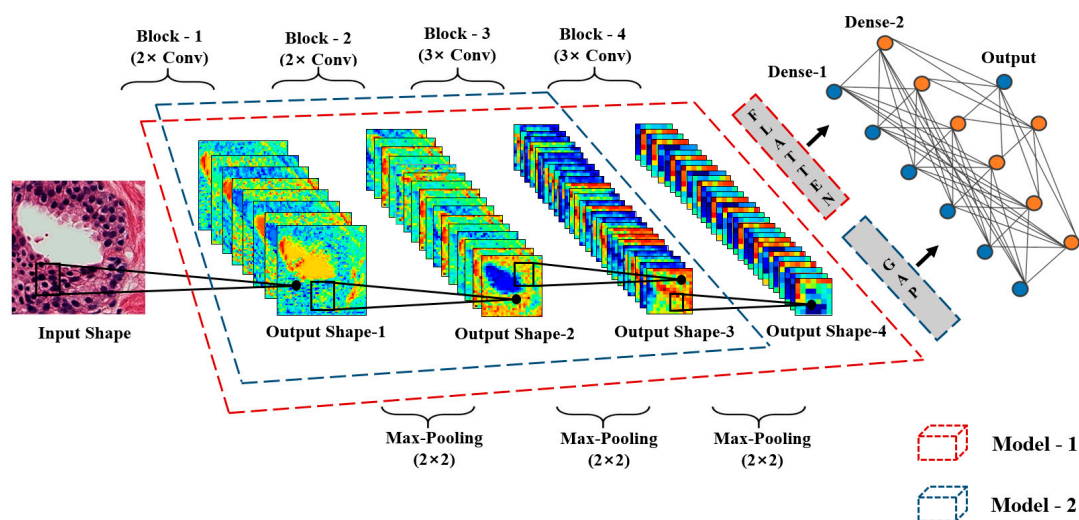 Block - 1
(2× Conv)
Block - 2
(2× Conv)
Block - 3
(3× Conv)
Block - 4
(3× Conv)
Dense-2
Dense-1
Output
FLATTEN
GAP
Input Shape
Output Shape-1
Output Shape-2
Output Shape-3
Output Shape-4
Max-Pooling
(2×2)
Max-Pooling
(2×2)
Max-Pooling
(2×2)
Model - 1
Model - 2